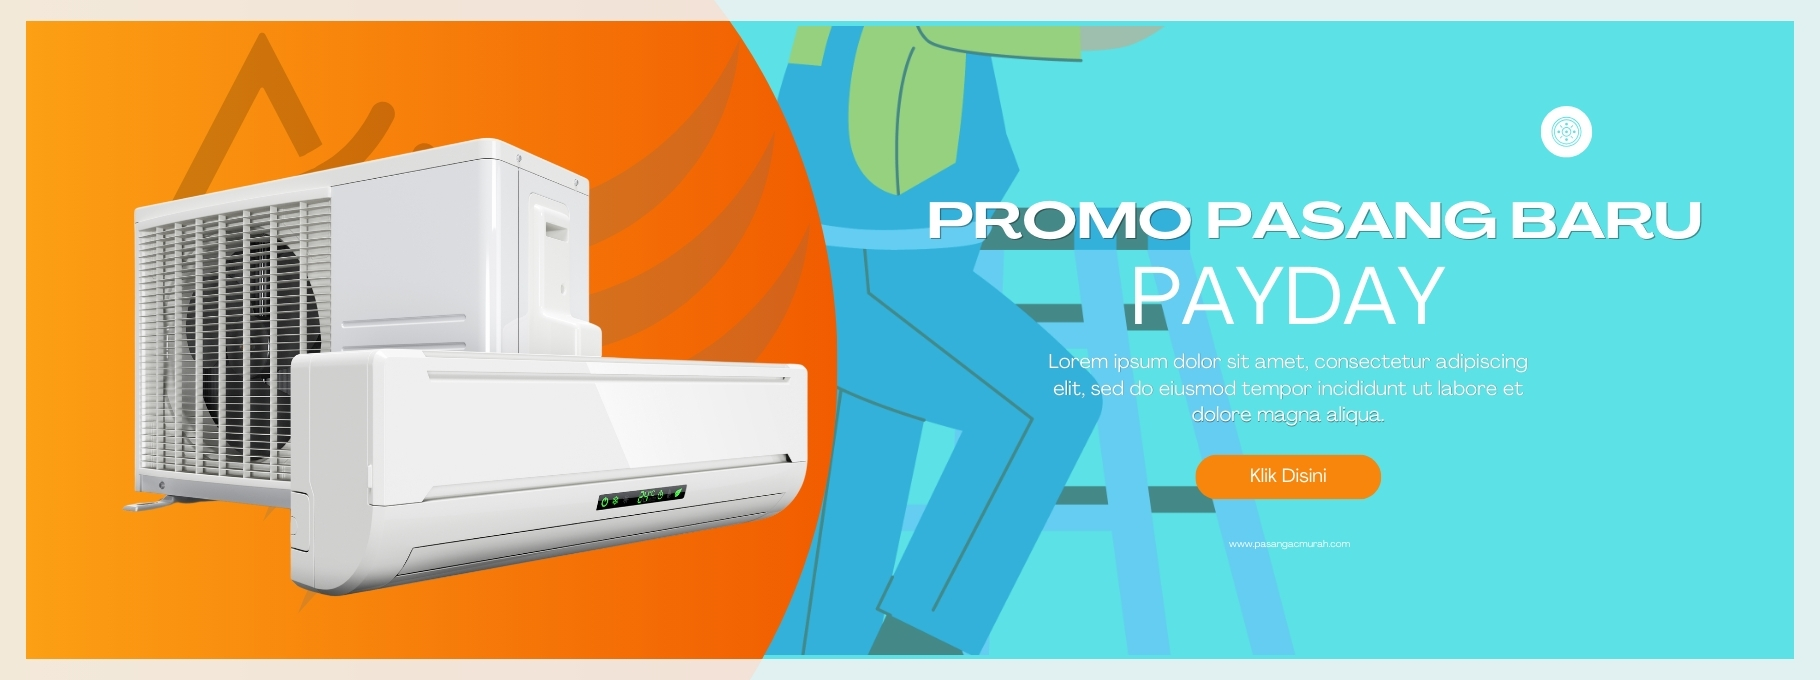 PROMO PASANG BARU
PAYDAY
Lorem ipsum dolor sit amet, consectetur adipiscing
elit, sed do eiusmod tempor incididunt ut labore et
dolore magna aliqua.
24°C
Klik Disini
www.pasangacmurah.com